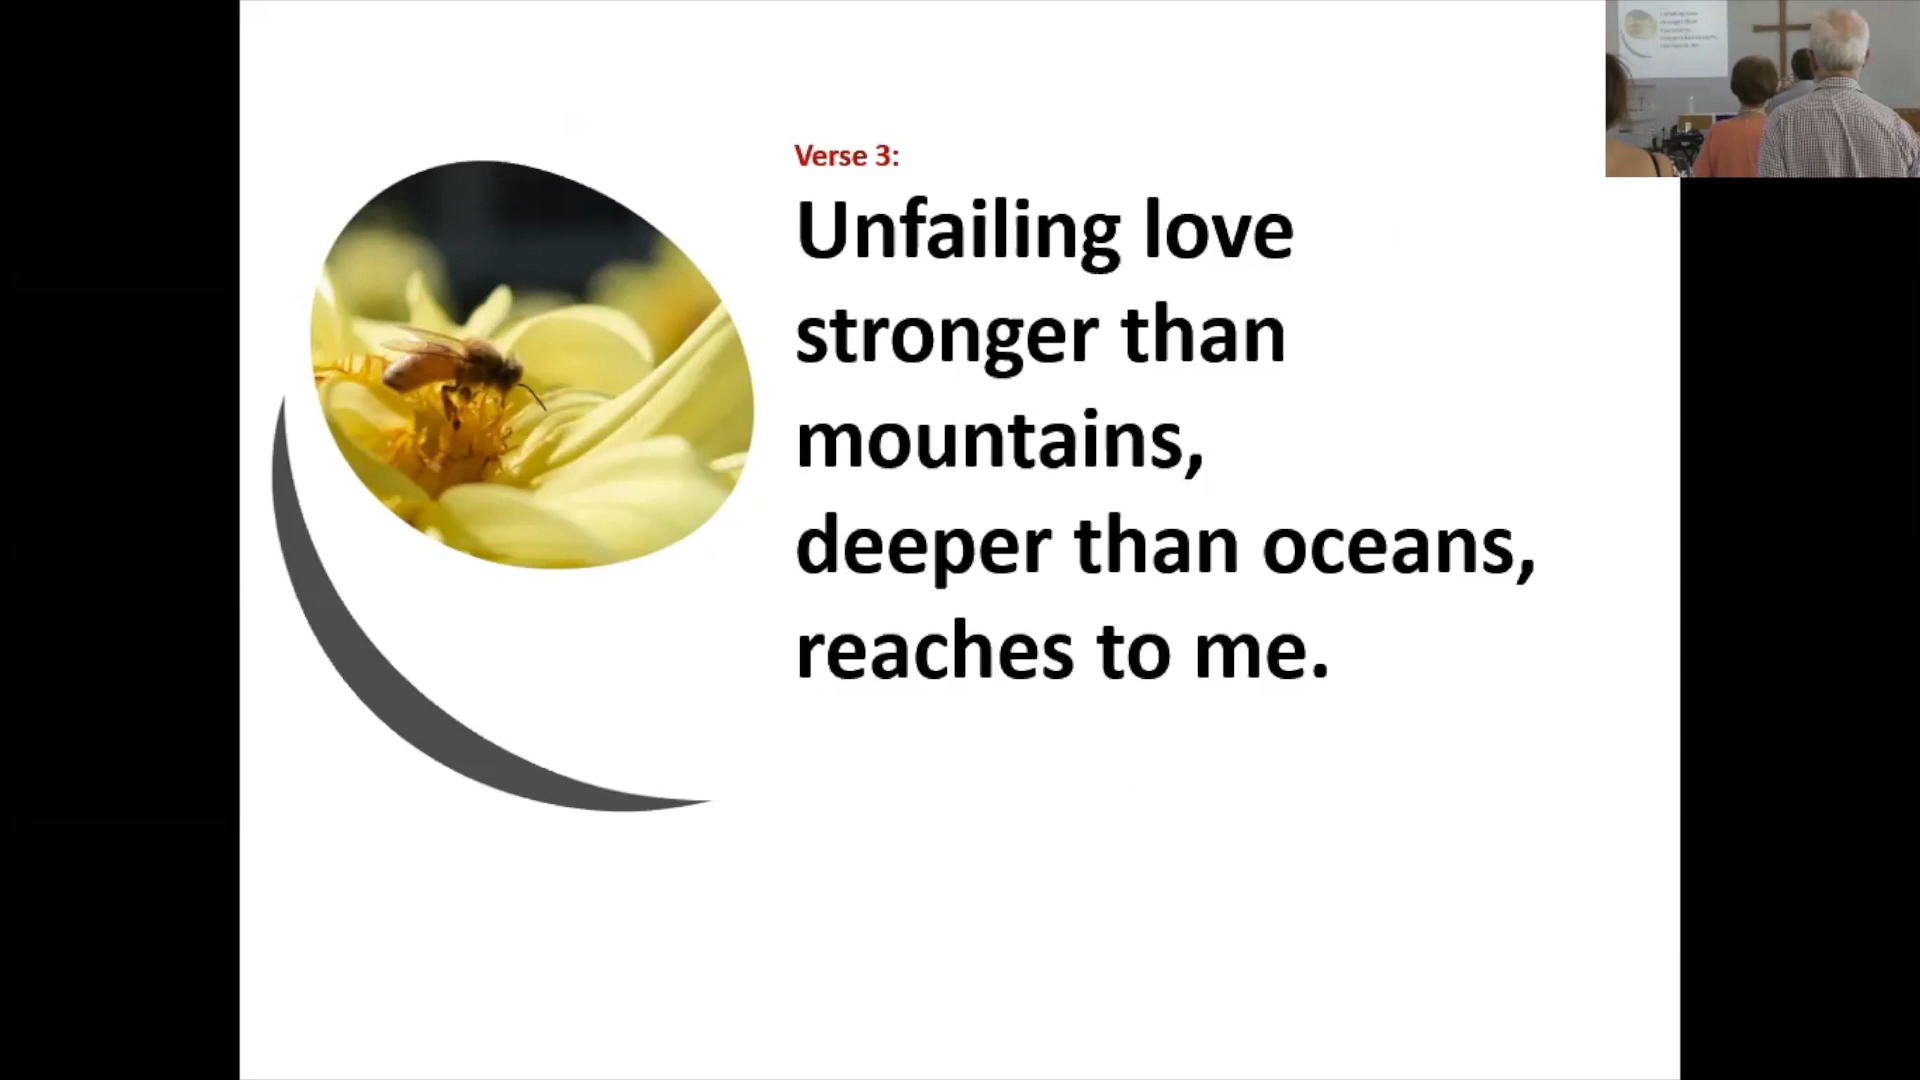 Verse 3:
Unfailing love
stronger than
mountains,
deeper than oceans,
reaches to me.